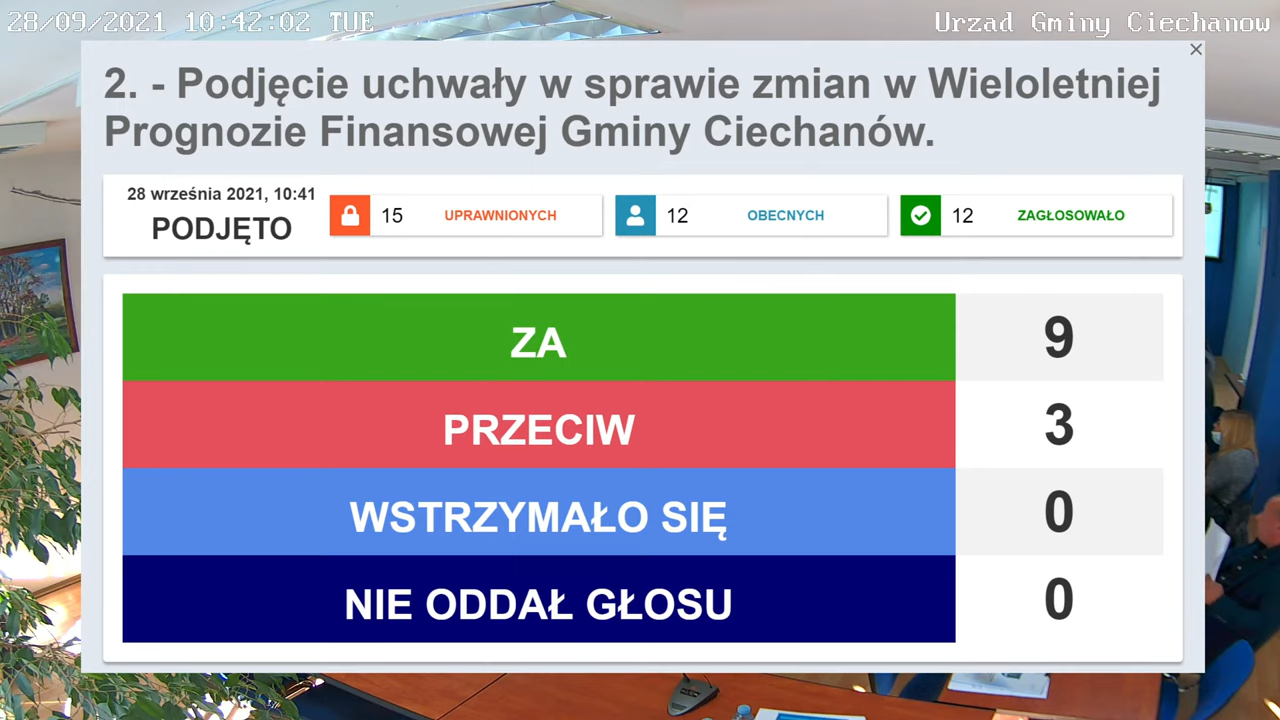 28/09/2021 10:42:02 TUE
Urzad Gminy Ciechanow
×
2. - Podjęcie uchwały w sprawie zmian w Wieloletniej
Prognozie Finansowej Gminy Ciechanów.
28 września 2021, 10:41
PODJĘTO
15 UPRAWNIONYCH
12 OBECNYCH
12 ZAGŁOSOWAŁO
ZA 9
PRZECIW 3
WSTRZYMAŁO SIĘ 0
NIE ODDAŁ GŁOSU 0